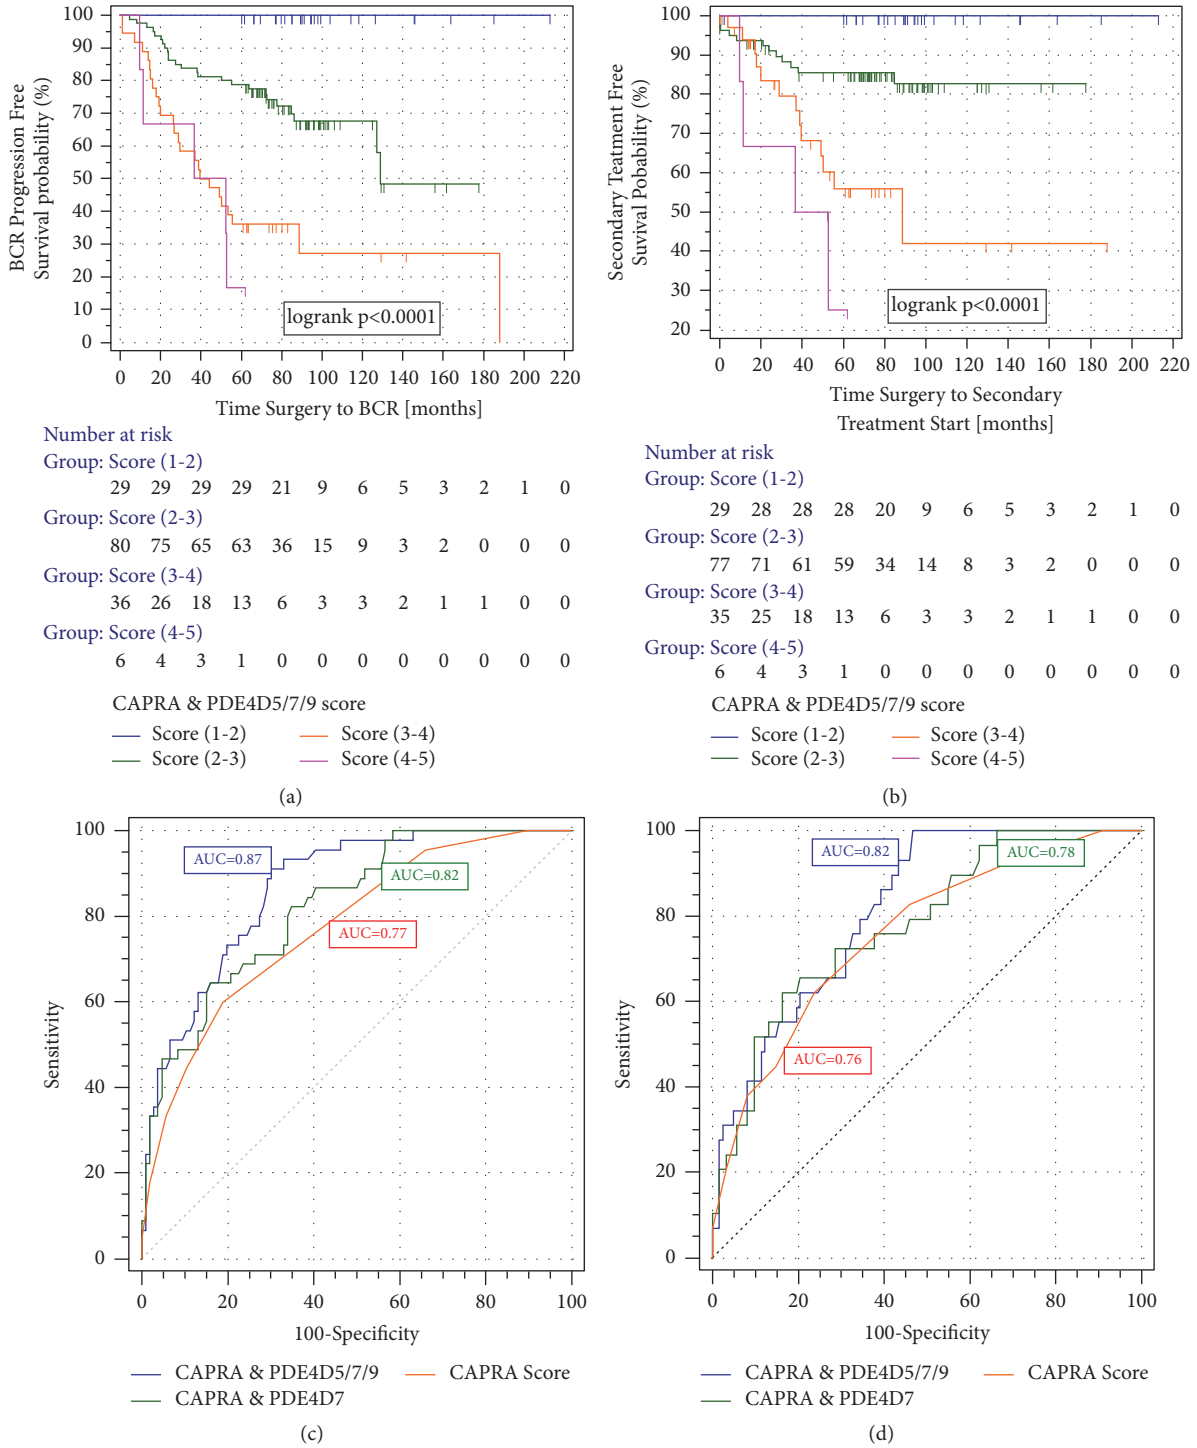 BCR Progression Free
Survival probability (%)
100
90
80
70
60
50
40
30
20
10
0
logrank p<0.0001
0 20 40 60 80 100 120 140 160 180 200 220
Time Surgery to BCR [months]
Number at risk
Group: Score (1-2)
29 29 29 29 21 9 6 5 3 2 1 0
Group: Score (2-3)
80 75 65 63 36 15 9 3 2 0 0 0
Group: Score (3-4)
36 26 18 13 6 3 3 2 1 1 0 0
Group: Score (4-5)
6 4 3 1 0 0 0 0 0 0 0 0
CAPRA & PDE4D5/7/9 score
Score (1-2) Score (3-4)
Score (2-3) Score (4-5)
(a)
Secondary Teatment Free
Suvival Pobability (%)
100
90
80
70
60
50
40
30
20
logrank p<0.0001
0 20 40 60 80 100 120 140 160 180 200 220
Time Surgery to Secondary
Treatment Start [months]
Number at risk
Group: Score (1-2)
29 28 28 28 20 9 6 5 3 2 1 0
Group: Score (2-3)
77 71 61 59 34 14 8 3 2 0 0 0
Group: Score (3-4)
35 25 18 13 6 3 3 2 1 1 0 0
Group: Score (4-5)
6 4 3 1 0 0 0 0 0 0 0 0
CAPRA & PDE4D5/7/9 score
Score (1-2) Score (3-4)
Score (2-3) Score (4-5)
(b)
Sensitivity
100
80
60
40
20
0
AUC=0.87
AUC=0.82
AUC=0.77
0 20 40 60 80 100
100-Specificity
CAPRA & PDE4D5/7/9 CAPRA Score
CAPRA & PDE4D7
(c)
Sensitivity
100
80
60
40
20
0
AUC=0.82
AUC=0.78
AUC=0.76
0 20 40 60 80 100
100-Specificity
CAPRA & PDE4D5/7/9 CAPRA Score
CAPRA & PDE4D7
(d)